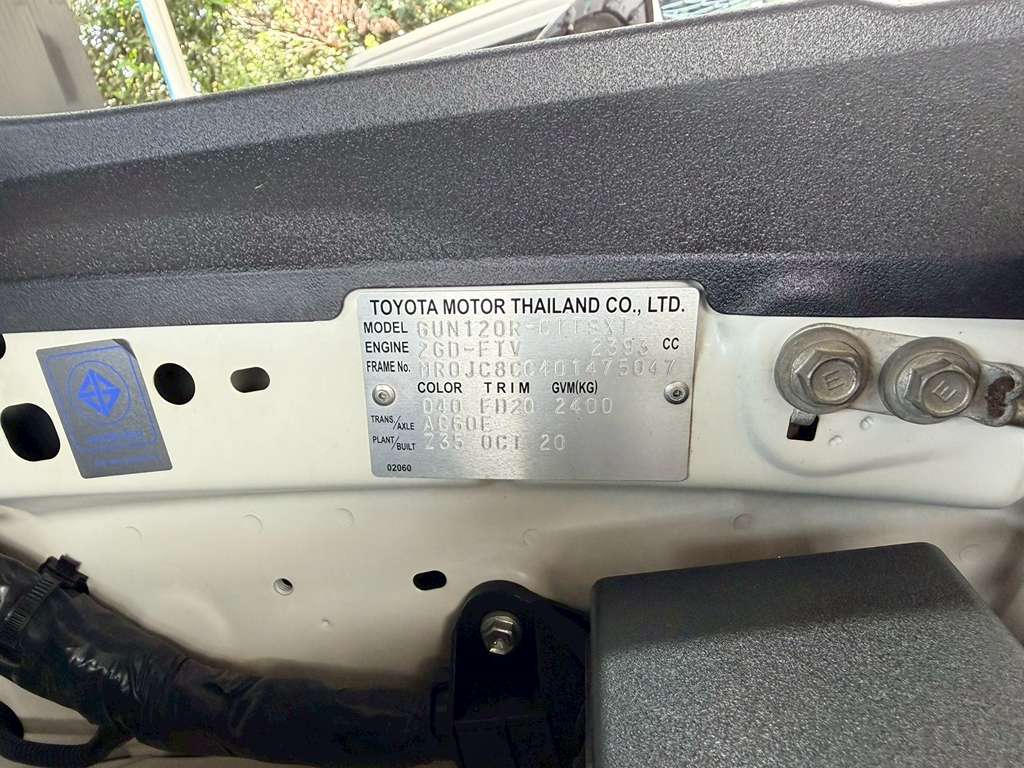 TOYOTA MOTOR THAILAND CO., LTD.
MODEL GUN120R-
ENGINE 2GD-FTV 2393 CC
FRAME No. MR0JC8CC401475047
COLOR TRIM GVM(KG)
040 FD20 2400
TRANS/AXLE AC60E
PLANT/BUILT Z35 OCT 20
02060
E
E